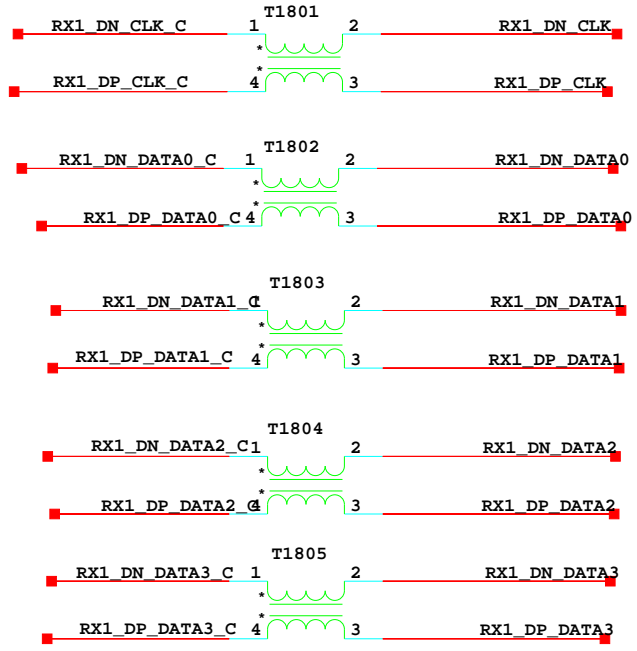 T1801
RX1_DN_CLK_C 1 2 RX1_DN_CLK
*
*
RX1_DP_CLK_C 4 3 RX1_DP_CLK
T1802
RX1_DN_DATA0_C 1 2 RX1_DN_DATA0
*
*
RX1_DP_DATA0_C 4 3 RX1_DP_DATA0
T1803
RX1_DN_DATA1_C 1 2 RX1_DN_DATA1
*
*
RX1_DP_DATA1_C 4 3 RX1_DP_DATA1
T1804
RX1_DN_DATA2_C 1 2 RX1_DN_DATA2
*
*
RX1_DP_DATA2_C 4 3 RX1_DP_DATA2
T1805
RX1_DN_DATA3_C 1 2 RX1_DN_DATA3
*
*
RX1_DP_DATA3_C 4 3 RX1_DP_DATA3